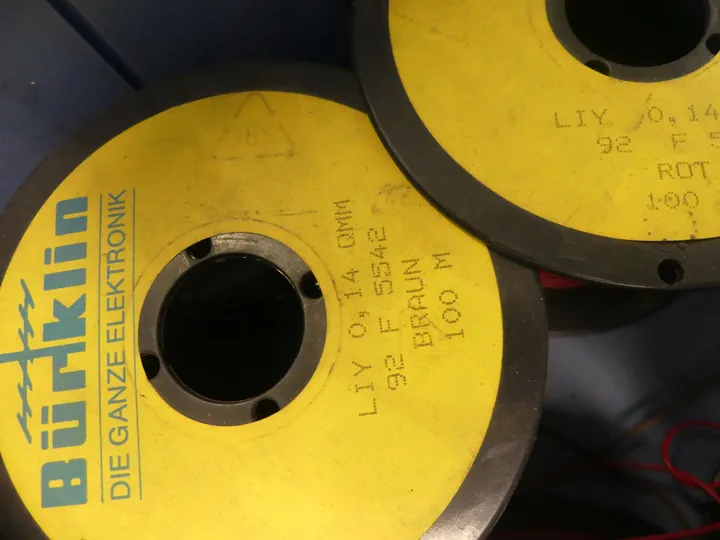 Bürklin
DIE GANZE ELEKTRONIK
LIY 0,14 QMM
92 F 5542
BRAUN
100 M
LIY 0,14
92 F 5
ROT
100